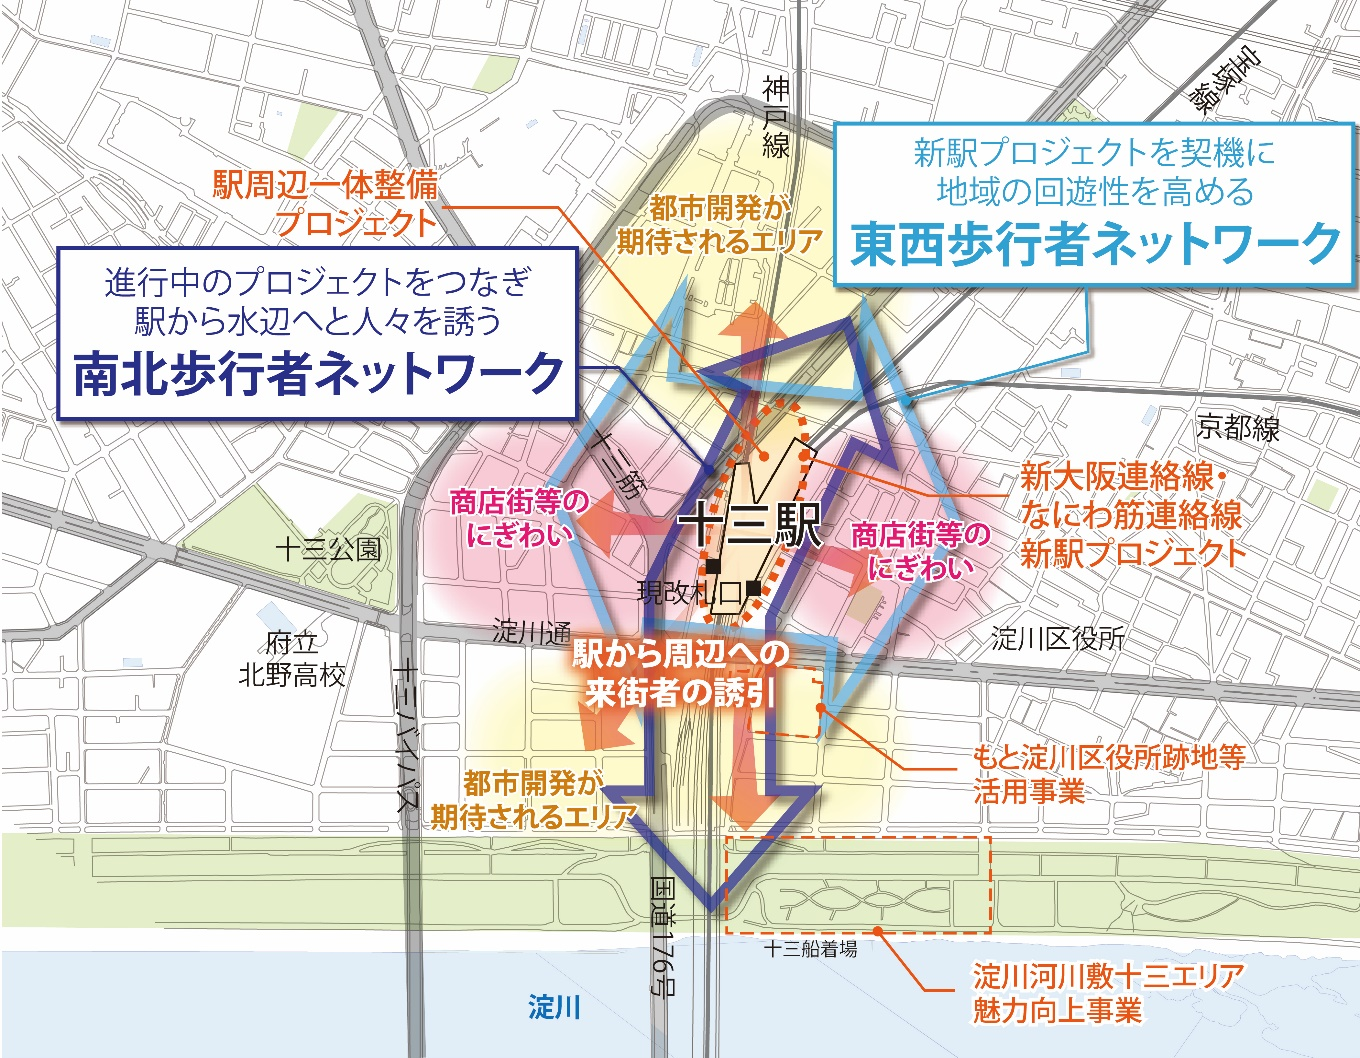 宝塚線
神戸線
新駅プロジェクトを契機に
地域の回遊性を高める
東西歩行者ネットワーク
駅周辺一体整備
プロジェクト
都市開発が
期待されるエリア
進行中のプロジェクトをつなぎ
駅から水辺へと人々を誘う
南北歩行者ネットワーク
京都線
十三筋
商店街等の
にぎわい
十三駅
商店街等の
にぎわい
新大阪連絡線・
なにわ筋連絡線
新駅プロジェクト
十三公園
現改札口
淀川通
淀川区役所
府立
北野高校
駅から周辺への
来街者の誘引
十三バイパス
もと淀川区役所跡地等
活用事業
都市開発が
期待されるエリア
国道176号
十三船着場
淀川河川敷十三エリア
魅力向上事業
淀川